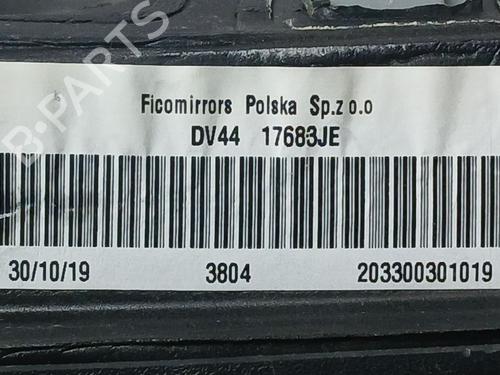 B-PARTS
Ficomirrors Polska Sp.z o.o
DV44 17683JE
30/10/19 3804 203300301019